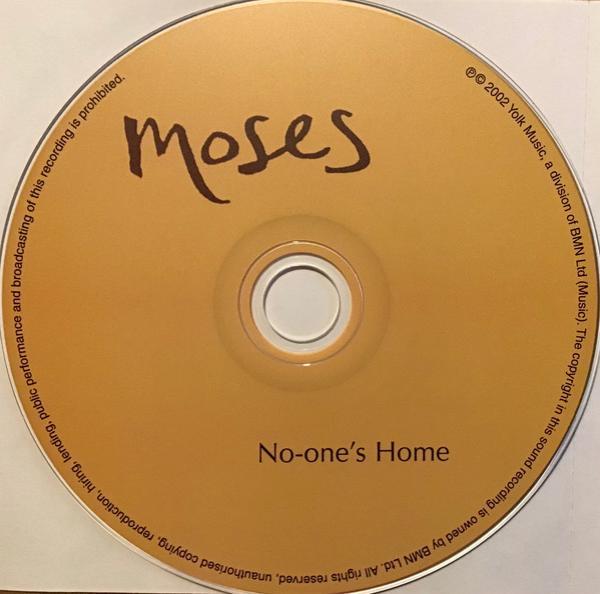 moses
No-one's Home
℗© 2002 Yolk Music, a division of BMN Ltd (Music). The copyright in this sound recording is owned by BMN Ltd. All rights reserved, unauthorised copying, reproduction, hiring, lending, public performance and broadcasting of this recording is prohibited.